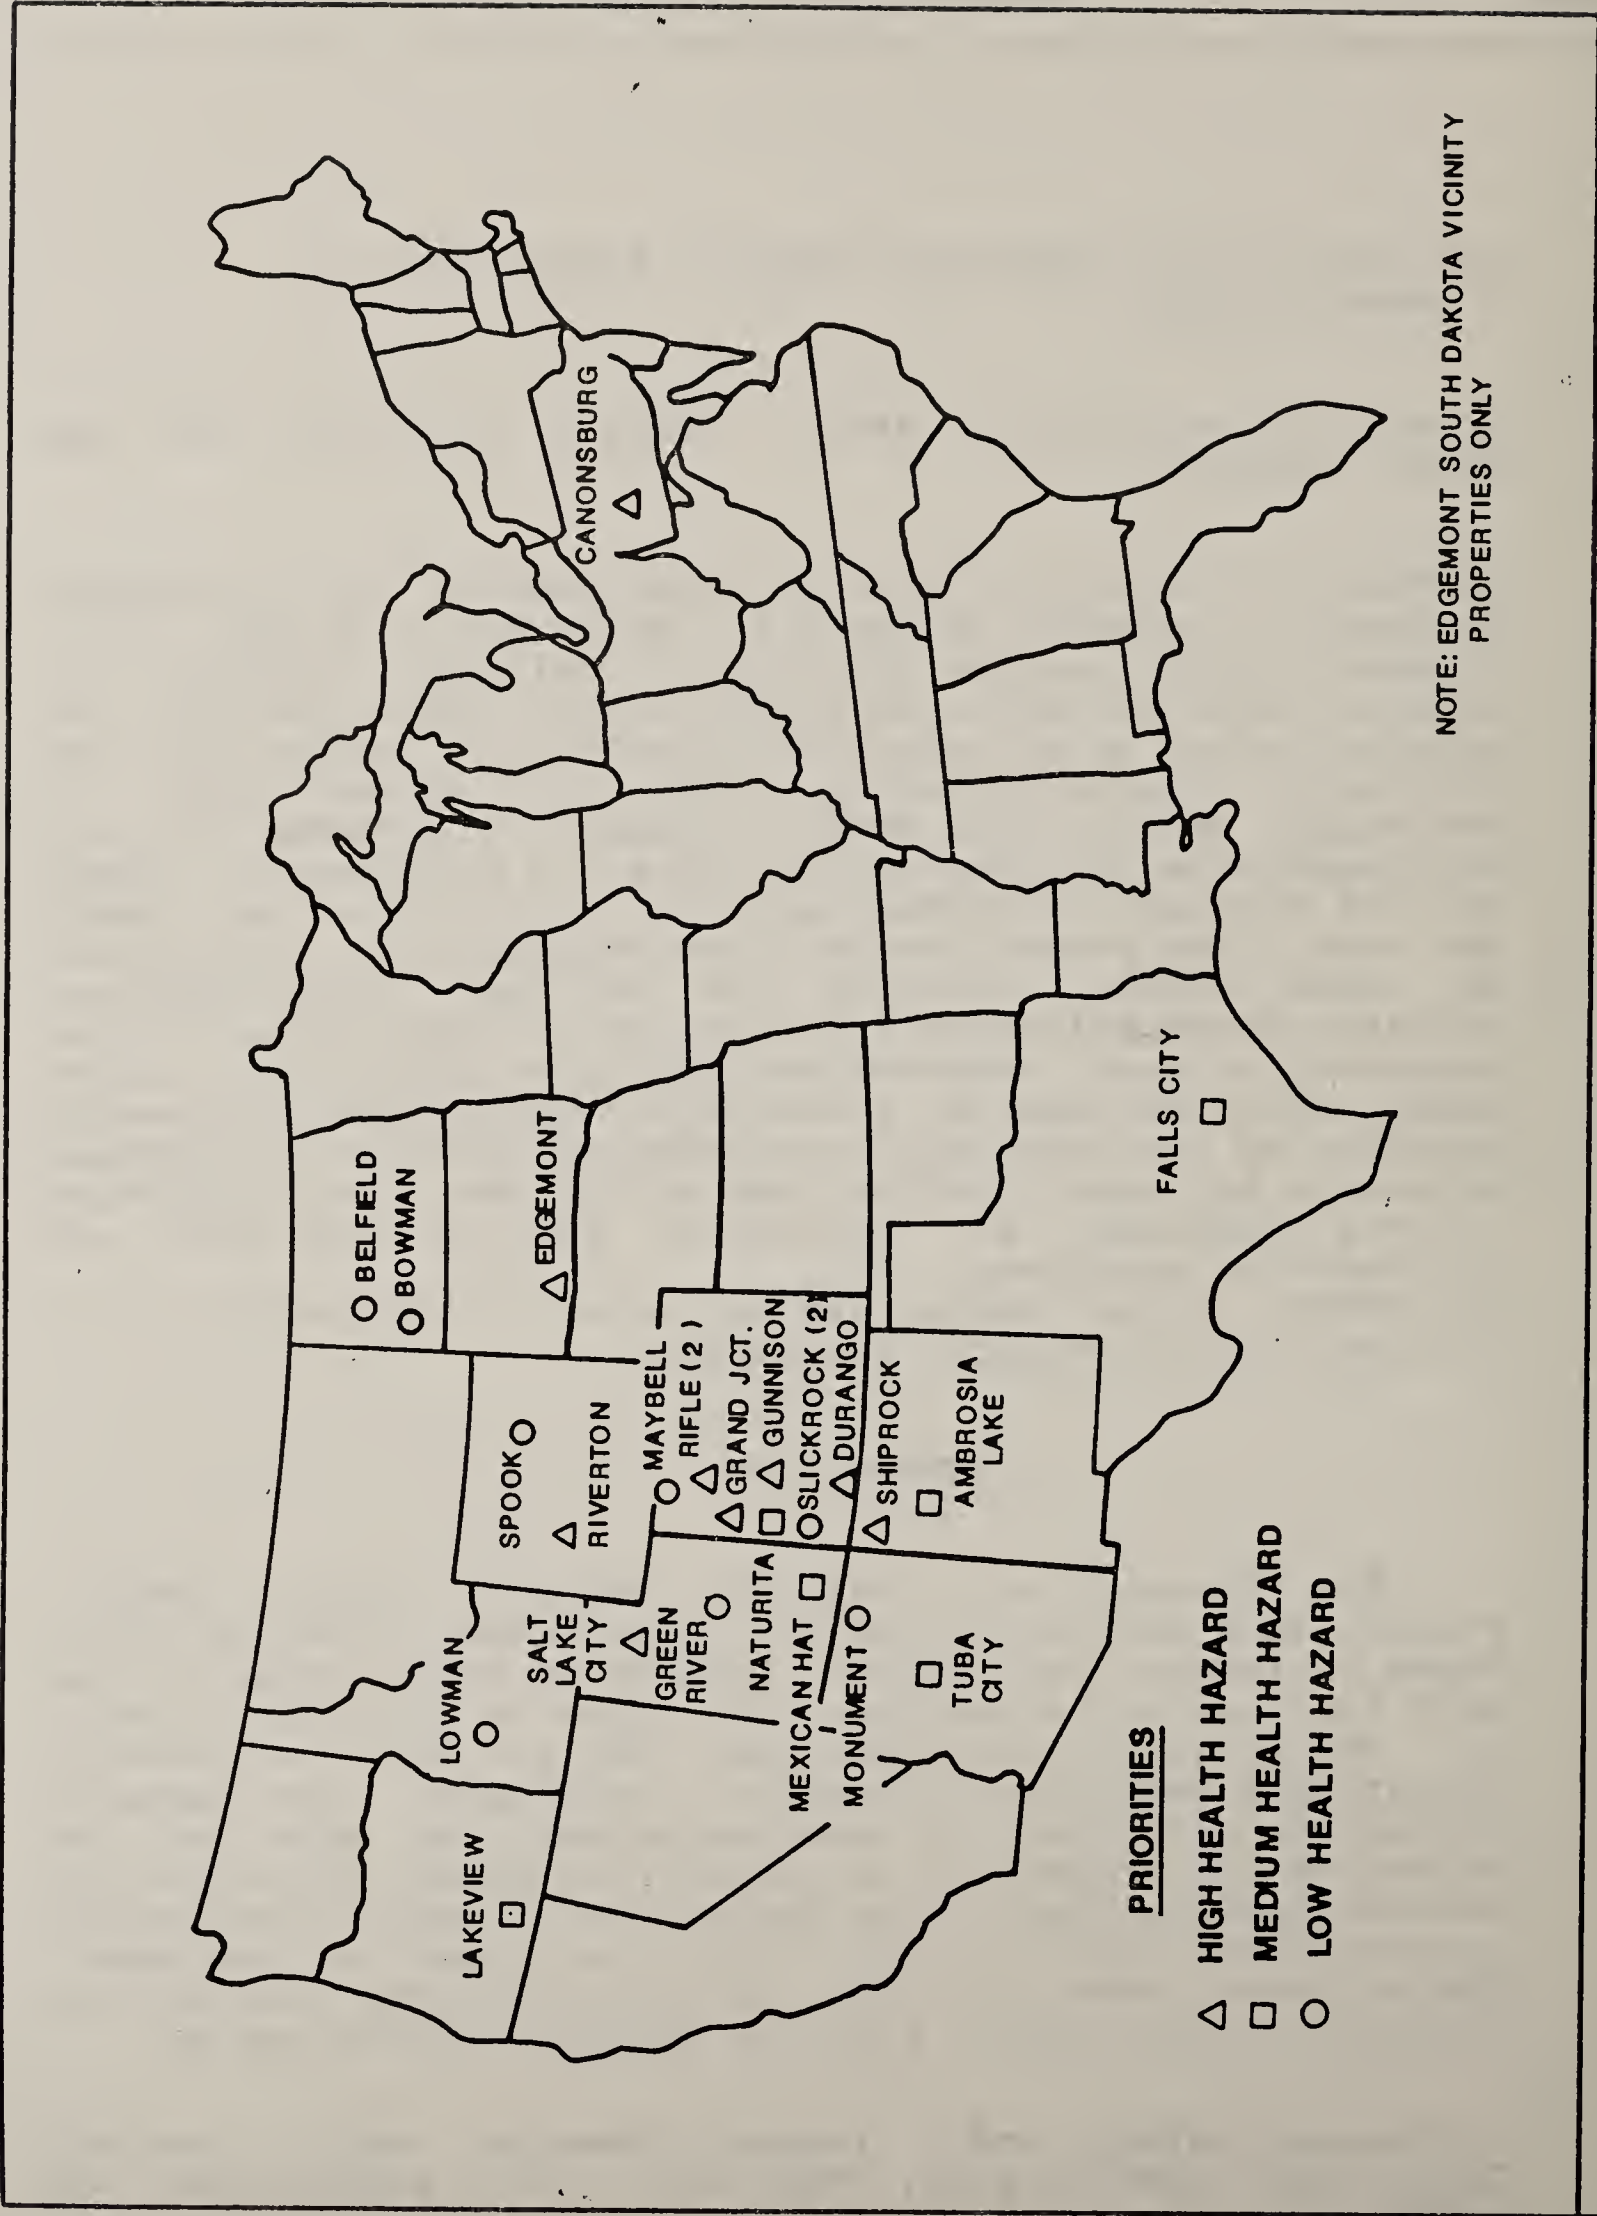 LAKEVIEW
LOWMAN
SPOOK
RIVERTON
BELFIELD
BOWMAN
EDGEMONT
SALT
LAKE
CITY
GREEN
RIVER
NATURITA
MEXICAN HAT
MONUMENT
TUBA
CITY
MAYBELL
RIFLE (2)
GRAND JCT.
GUNNISON
SLICKROCK (2)
DURANGO
SHIPROCK
AMBROSIA
LAKE
FALLS CITY
CANONSBURG
PRIORITIES
HIGH HEALTH HAZARD
MEDIUM HEALTH HAZARD
LOW HEALTH HAZARD
NOTE: EDGEMONT SOUTH DAKOTA VICINITY
PROPERTIES ONLY